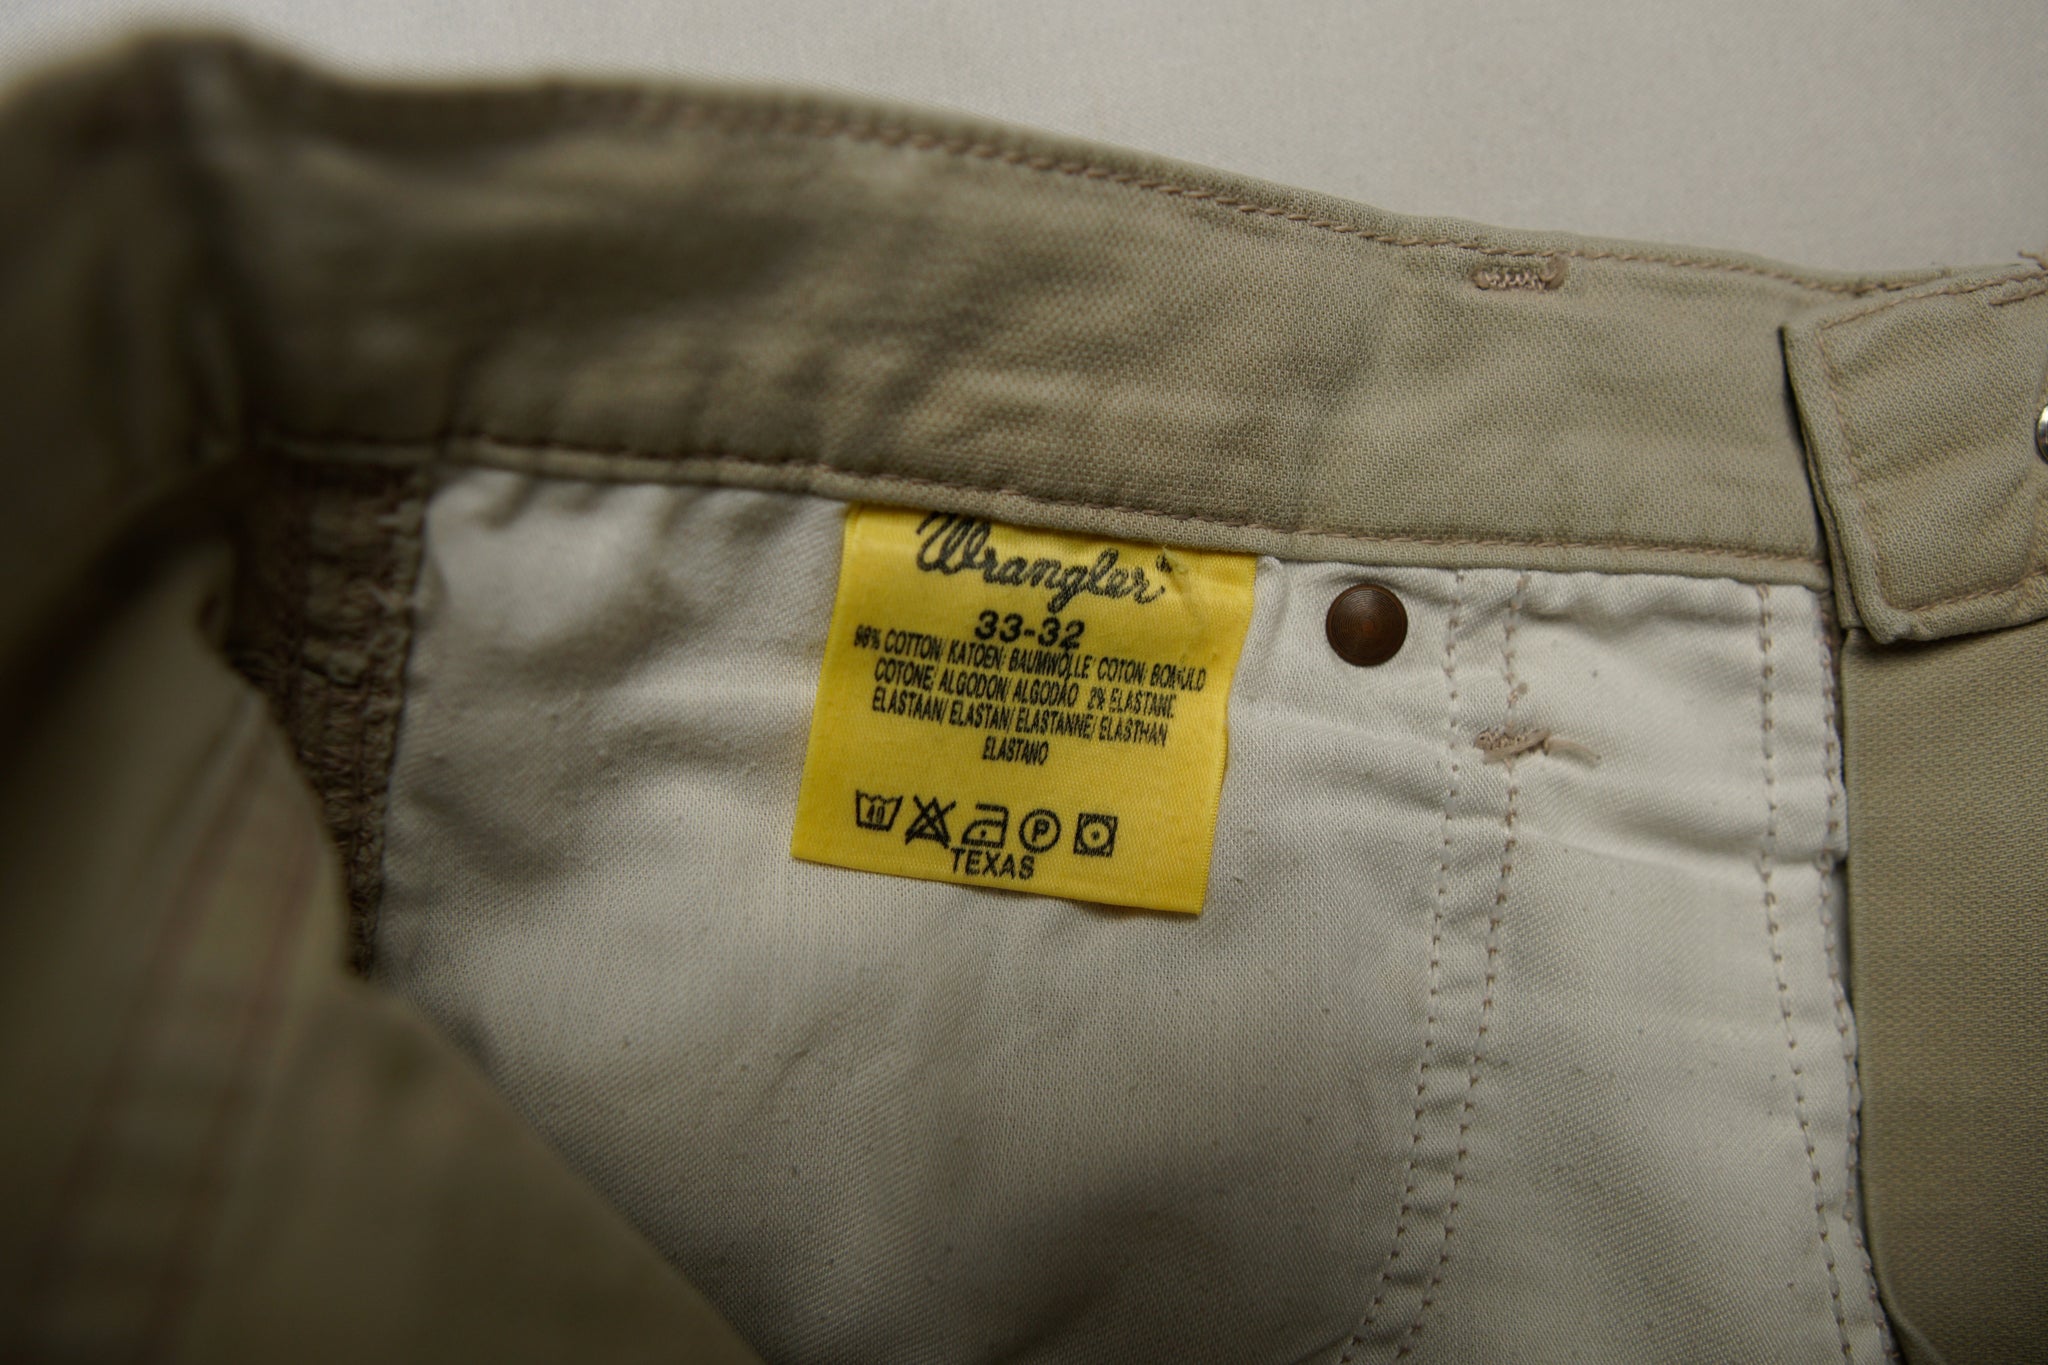 Wrangler
33-32
98% COTTON/ KATOEN/ BAUMWOLLE/ COTON/ BOMULD
COTONE/ ALGODON/ ALGODÃO 2% ELASTANE
ELASTAAN/ ELASTAN/ ELASTANNE/ ELASTHAN
ELASTANO
40 P
TEXAS